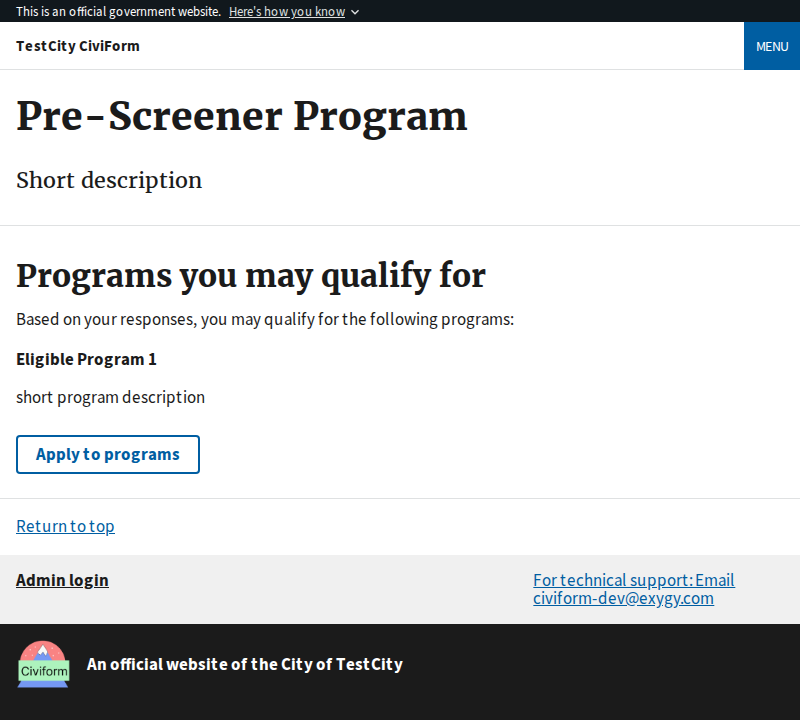 This is an official government website. Here's how you know
TestCity CiviForm
MENU
Pre-Screener Program
Short description
Programs you may qualify for
Based on your responses, you may qualify for the following programs:
Eligible Program 1
short program description
Apply to programs
Return to top
Admin login
For technical support: Email
civiform-dev@exygy.com
Civiform
An official website of the City of TestCity